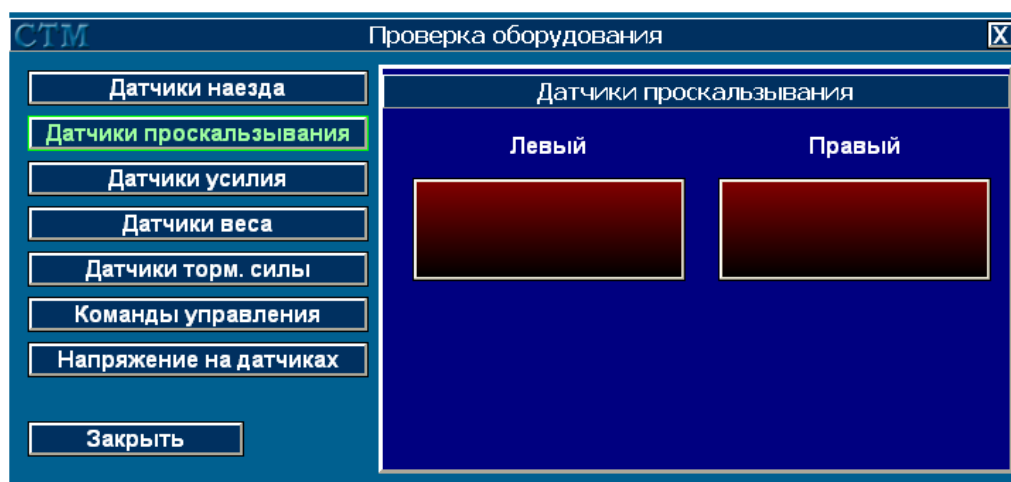 СТМ Проверка оборудования X
Датчики наезда
Датчики проскальзывания
Датчики усилия
Датчики веса
Датчики торм. силы
Команды управления
Напряжение на датчиках
Закрыть
Датчики проскальзывания
Левый Правый